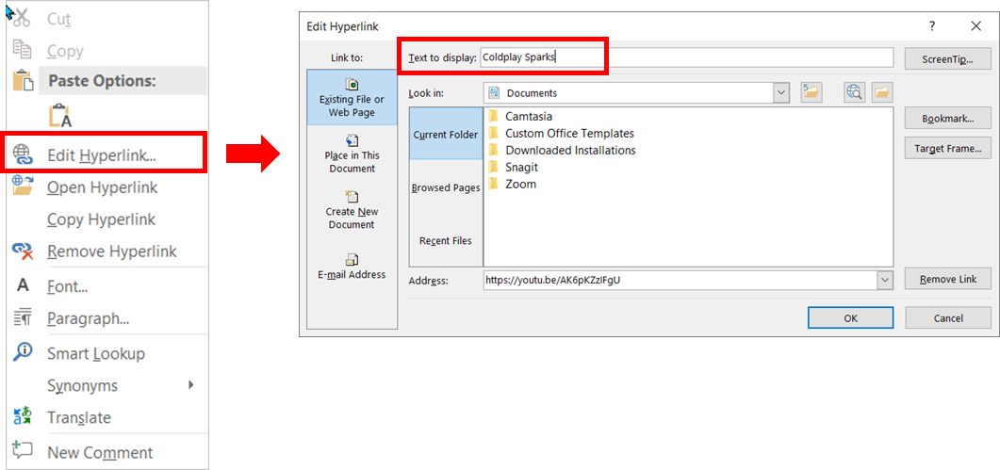 Cut
Copy
Paste Options:
A
Edit Hyperlink...
Open Hyperlink
Copy Hyperlink
Remove Hyperlink
A Font...
Paragraph...
Smart Lookup
Synonyms
Translate
New Comment
Edit Hyperlink ?
Link to:
Text to display: Coldplay Sparks
ScreenTip...
Existing File or
Web Page
Look in: Documents
Current Folder
Camtasia
Custom Office Templates
Downloaded Installations
Snagit
Zoom
Bookmark...
Target Frame...
Place in This
Document
Browsed Pages
Create New
Document
Recent Files
E-mail Address
Address: https://youtu.be/AK6pKZzIFgU
Remove Link
OK
Cancel